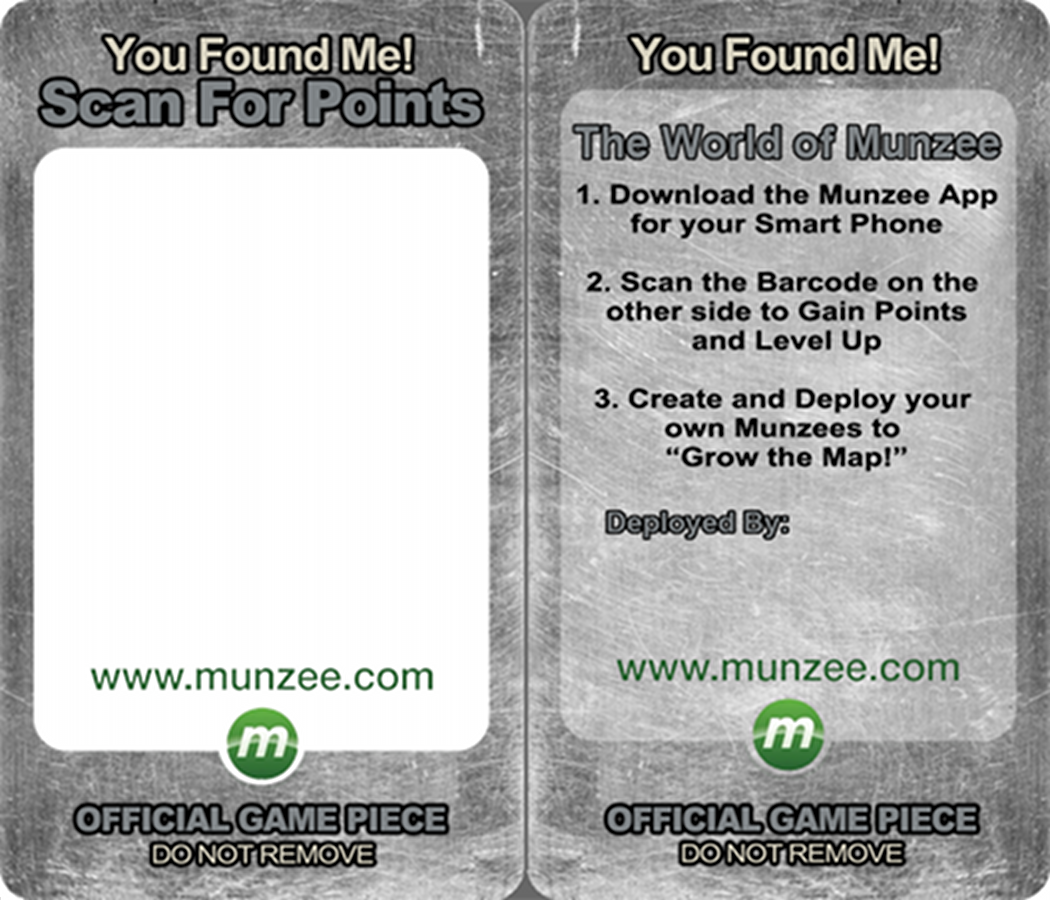 You Found Me!
Scan For Points
www.munzee.com
m
OFFICIAL GAME PIECE
DO NOT REMOVE
You Found Me!
The World of Munzee
1. Download the Munzee App
for your Smart Phone
2. Scan the Barcode on the
other side to Gain Points
and Level Up
3. Create and Deploy your
own Munzees to
“Grow the Map!”
Deployed By:
www.munzee.com
m
OFFICIAL GAME PIECE
DO NOT REMOVE